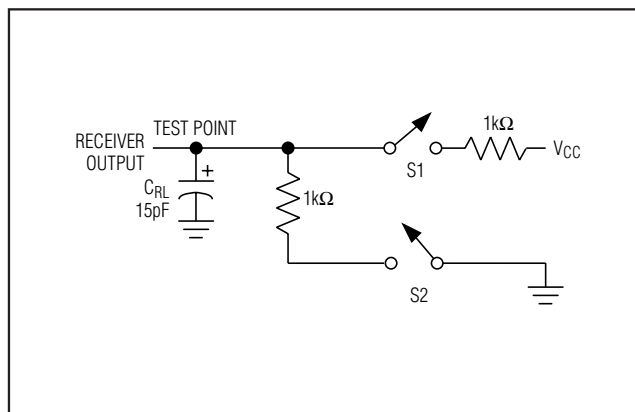 RECEIVER
OUTPUT
TEST POINT
+
C_RL
15pF
1kΩ
S1
1kΩ
V_CC
S2